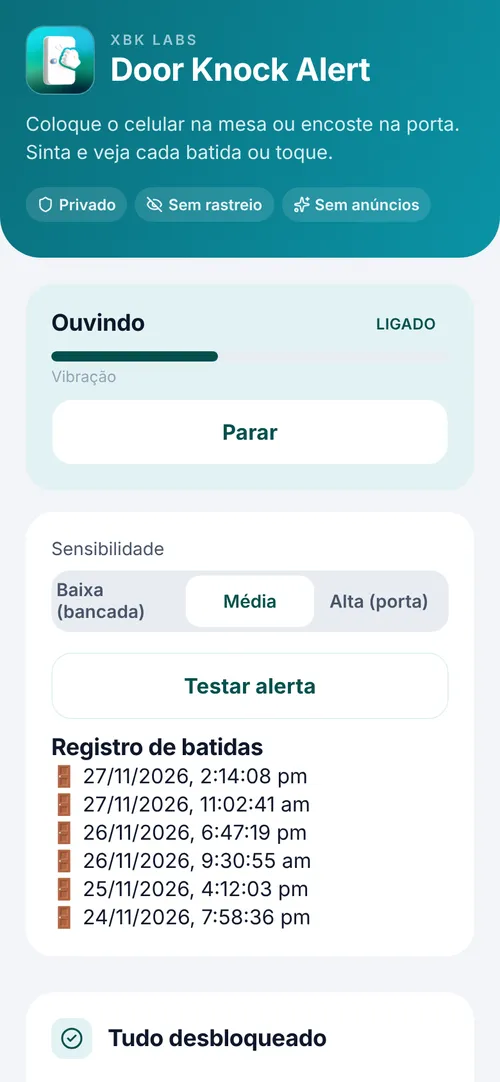 XBK LABS
Door Knock Alert
Coloque o celular na mesa ou encoste na porta.
Sinta e veja cada batida ou toque.
Privado
Sem rastreio
Sem anúncios
Ouvindo
LIGADO
Vibração
Parar
Sensibilidade
Baixa
(bancada)
Média
Alta (porta)
Testar alerta
Registro de batidas
🚪 27/11/2026, 2:14:08 pm
🚪 27/11/2026, 11:02:41 am
🚪 26/11/2026, 6:47:19 pm
🚪 26/11/2026, 9:30:55 am
🚪 25/11/2026, 4:12:03 pm
🚪 24/11/2026, 7:58:36 pm
Tudo desbloqueado